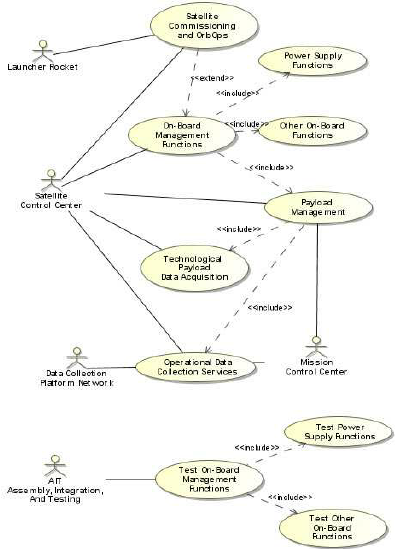 Satellite
Commissioning
and OrbOps
Launcher Rocket
Power Supply
Functions
<<extend>>
<<include>>
On-Board
Management
Functions
<<include>>
Other On-Board
Functions
<<include>>
Satellite
Control Center
Payload
Management
<<include>>
Technological
Payload
Data Acquisition
<<include>>
Data Collection
Platform Network
Operational Data
Collection Services
Mission
Control Center
Test Power
Supply Functions
<<include>>
AIT
Assembly, Integration,
And Testing
Test On-Board
Management
Functions
<<include>>
Test Other
On-Board
Functions